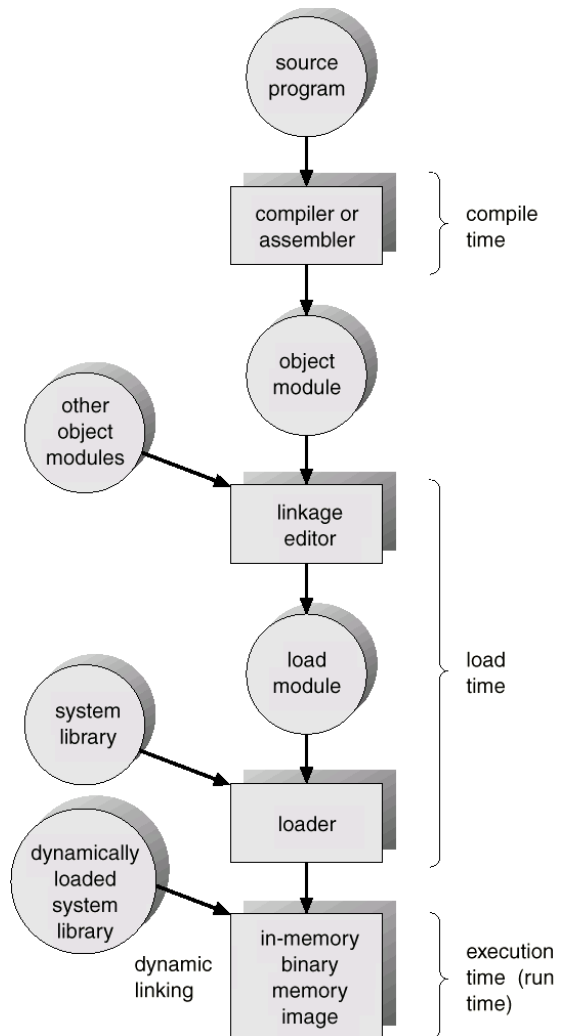 source
program
compiler or
assembler
compile
time
object
module
other
object
modules
linkage
editor
load
module
load
time
system
library
loader
dynamically
loaded
system
library
dynamic
linking
in-memory
binary
memory
image
execution
time (run
time)